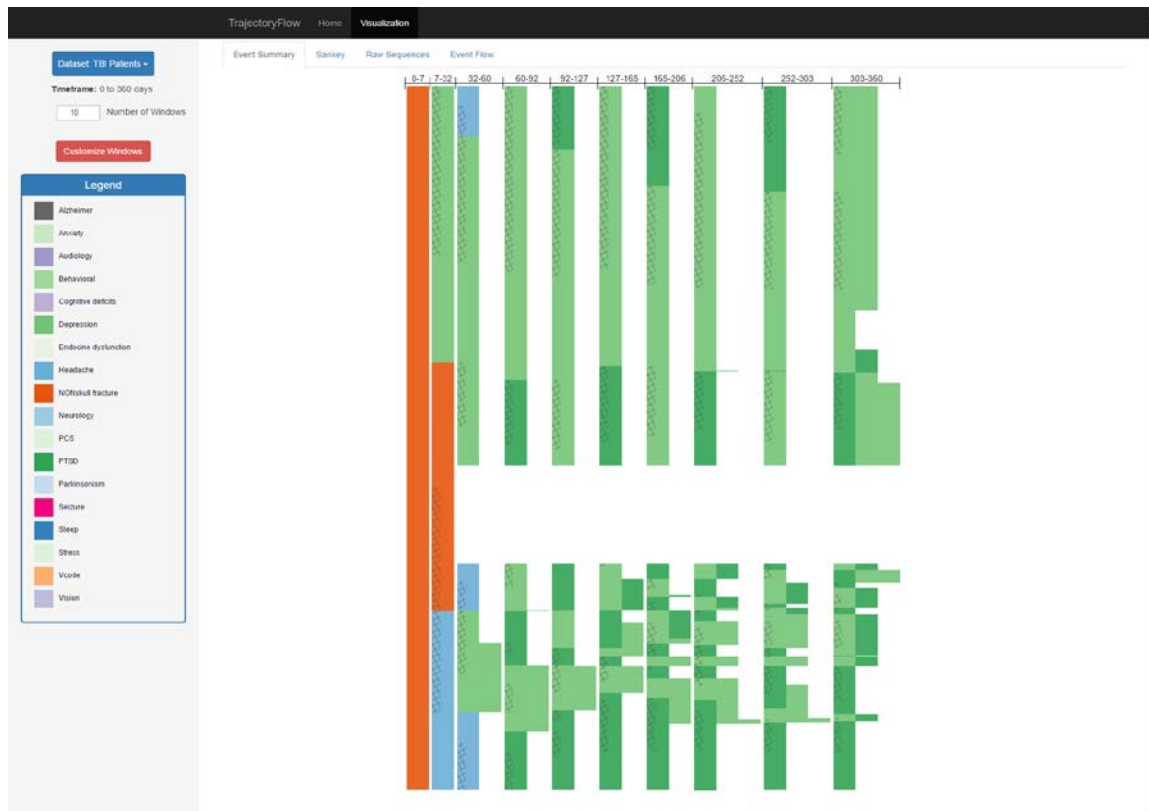 TrajectoryFlow Home Visualization
Event Summary Sankey Raw Sequences Event Flow
Dataset: TBI Patients
Timeframe: 0 to 360 days
10 Number of Windows
Customize Windows
Legend
Alzheimer
Anxiety
Audiology
Behavioral
Cognitive deficits
Depression
Endocrine dysfunction
Headache
NONskull fracture
Neurology
PCS
PTSD
Parkinsonism
Seizure
Sleep
Stress
Vcode
Vision
0-7 7-32 32-60 60-92 92-127 127-165 165-206 206-252 252-303 303-360